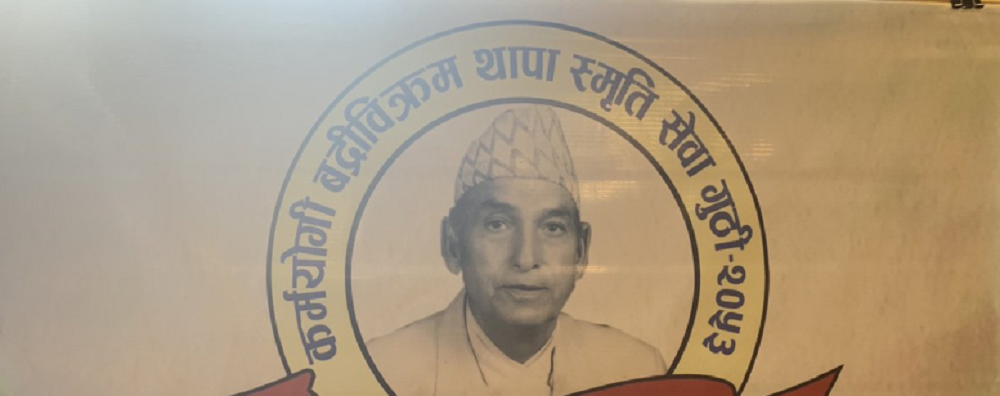 कर्मयोगी बद्रीविक्रम थापा स्मृति सेवा गुठी-२०५३